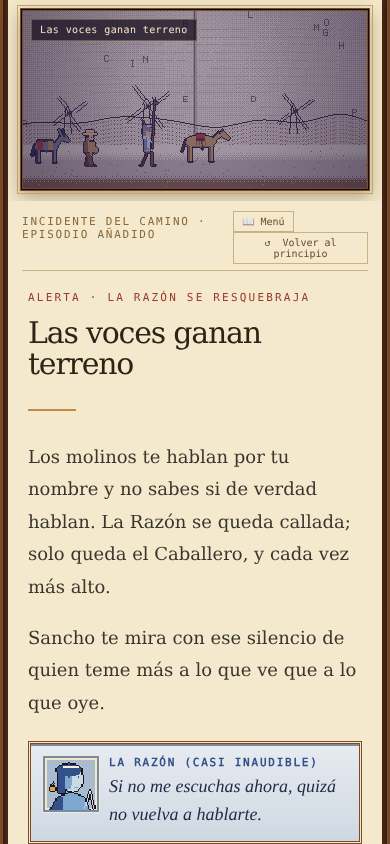 Las voces ganan terreno
L
M O
G
H
C I N
E
D
P
INCIDENTE DEL CAMINO ·
EPISODIO AÑADIDO
📖 Menú
↺ Volver al
principio
ALERTA · LA RAZÓN SE RESQUEBRAJA
Las voces ganan
terreno
Los molinos te hablan por tu
nombre y no sabes si de verdad
hablan. La Razón se queda callada;
solo queda el Caballero, y cada vez
más alto.
Sancho te mira con ese silencio de
quien teme más a lo que ve que a lo
que oye.
LA RAZÓN (CASI INAUDIBLE)
Si no me escuchas ahora, quizá
no vuelva a hablarte.